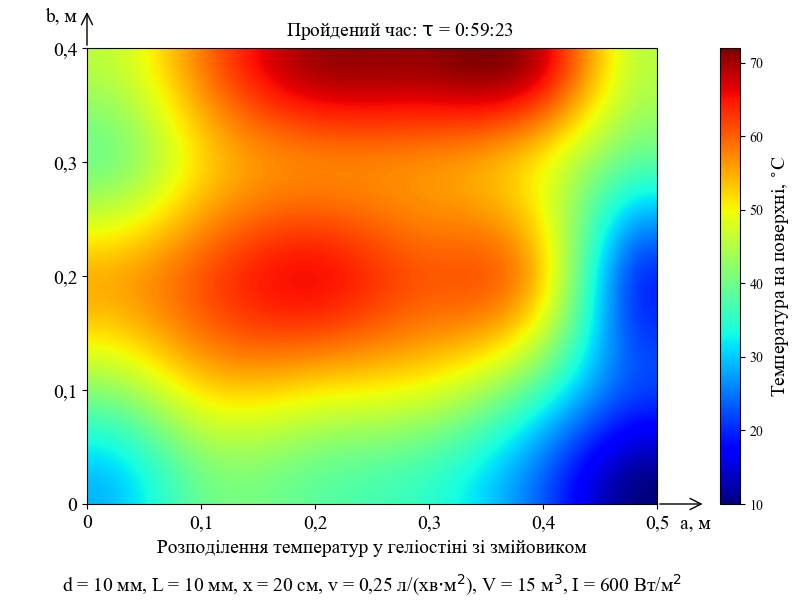 b, м
Пройдений час: τ = 0:59:23
0,4
0,3
0,2
0,1
0
0 0,1 0,2 0,3 0,4 0,5 a, м
70
60
50
40
30
20
10
Температура на поверхні, °C
Розподілення температур у геліостіні зі змійовиком
d = 10 мм, L = 10 мм, x = 20 см, v = 0,25 л/(хв·м²), V = 15 м³, I = 600 Вт/м²